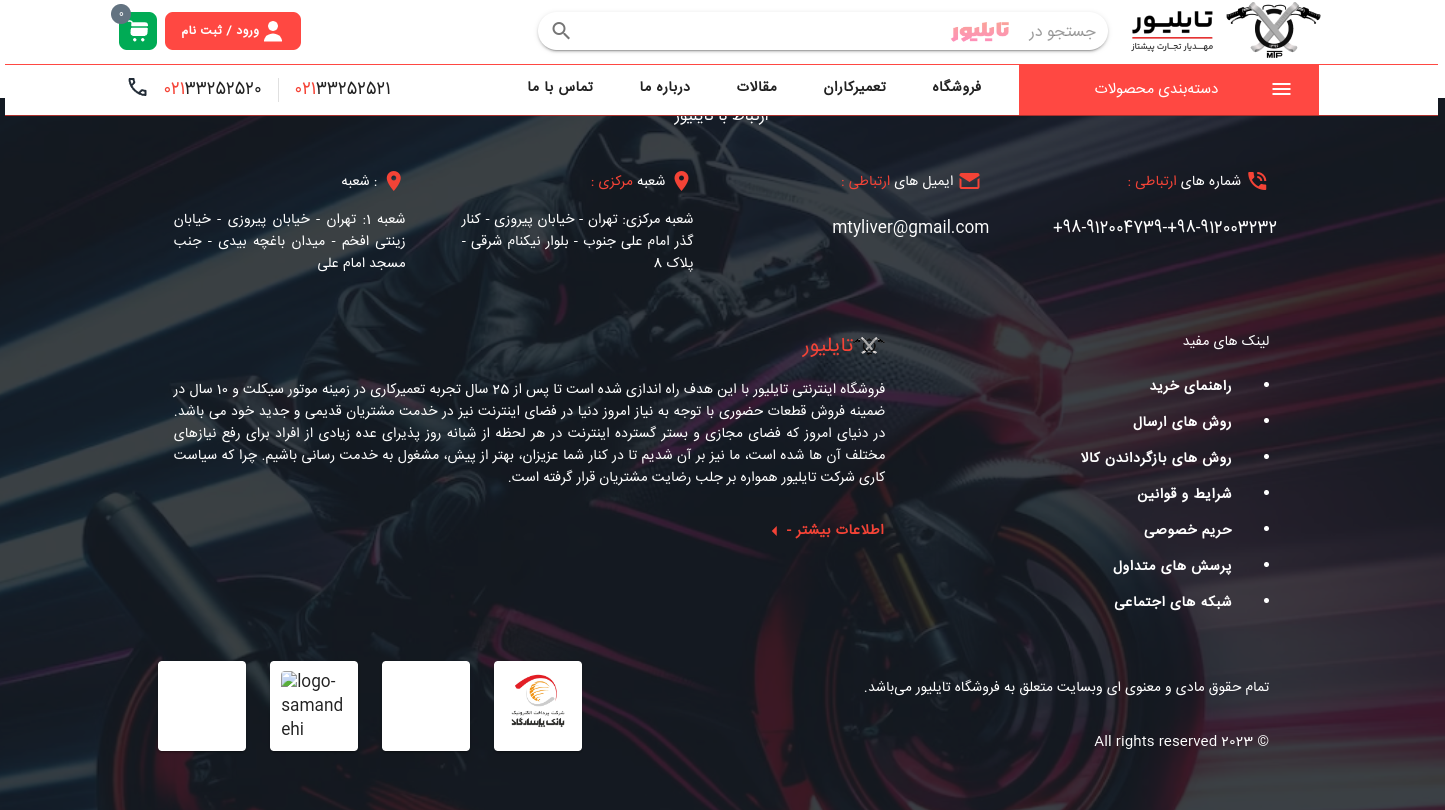 تایلیـور
مهـدیار تجـارت پیشتاز
MTP
جستجو در تایلیور
ورود / ثبت نام
۰
دسته‌بندی محصولات
فروشگاه
تعمیرکاران
مقالات
درباره ما
تماس با ما
۰۲۱۳۳۲۵۲۵۲۱
۰۲۱۳۳۲۵۲۵۲۰
ارتباط با تایلیور
شماره های ارتباطی :
+۹۸-۹۱۲۰۰۴۷۳۹-+۹۸-۹۱۲۰۰۳۲۳۲
ایمیل های ارتباطی :
mtyliver@gmail.com
شعبه مرکزی :
شعبه مرکزی: تهران - خیابان پیروزی - کنار
گذر امام علی جنوب - بلوار نیکنام شرقی -
پلاک ۸
شعبه :
شعبه ۱: تهران - خیابان پیروزی - خیابان
زینتی افخم - میدان باغچه بیدی - جنب
مسجد امام علی
لینک های مفید
راهنمای خرید
روش های ارسال
روش های بازگرداندن کالا
شرایط و قوانین
حریم خصوصی
پرسش های متداول
شبکه های اجتماعی
تایلیور
فروشگاه اینترنتی تایلیور با این هدف راه اندازی شده است تا پس از ۲۵ سال تجربه تعمیرکاری در زمینه موتور سیکلت و ۱۰ سال در
ضمینه فروش قطعات حضوری با توجه به نیاز امروز دنیا در فضای اینترنت نیز در خدمت مشتریان قدیمی و جدید خود می باشد.
در دنیای امروز که فضای مجازی و بستر گسترده اینترنت در هر لحظه از شبانه روز پذیرای عده زیادی از افراد برای رفع نیازهای
مختلف آن ها شده است، ما نیز بر آن شدیم تا در کنار شما عزیزان، بهتر از پیش، مشغول به خدمت رسانی باشیم. چرا که سیاست
کاری شرکت تایلیور همواره بر جلب رضایت مشتریان قرار گرفته است.
اطلاعات بیشتر -
تمام حقوق مادی و معنوی ای وبسایت متعلق به فروشگاه تایلیور می‌باشد.
All rights reserved ۲۰۲۳ ©
شرکت پرداخت الکترونیک
بانک پاسارگاد
logo-
samand
ehi